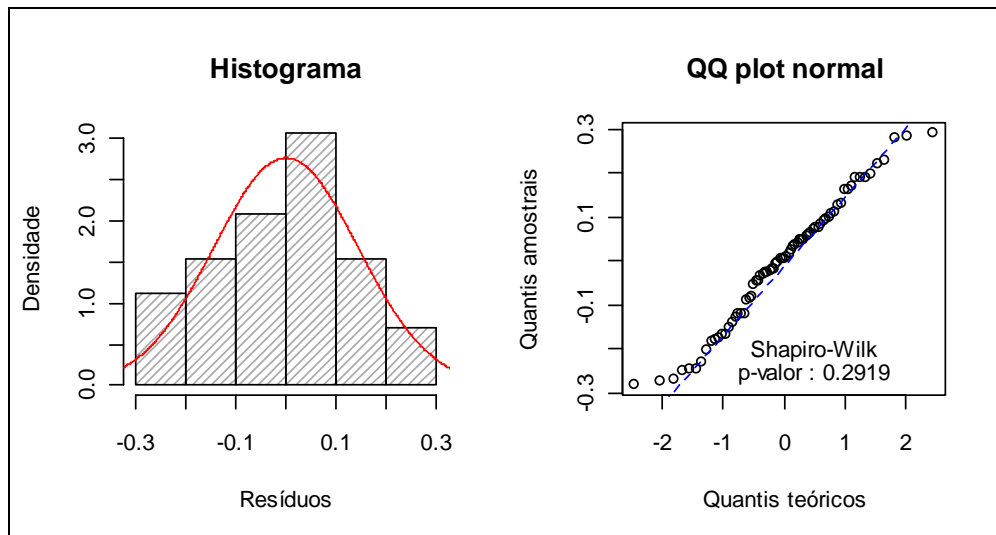 Histograma
Densidade
0.0 1.0 2.0 3.0
-0.3 -0.1 0.1 0.3
Resíduos
QQ plot normal
Quantis amostrais
-0.3 -0.1 0.1 0.3
Shapiro-Wilk
p-valor : 0.2919
-2 -1 0 1 2
Quantis teóricos